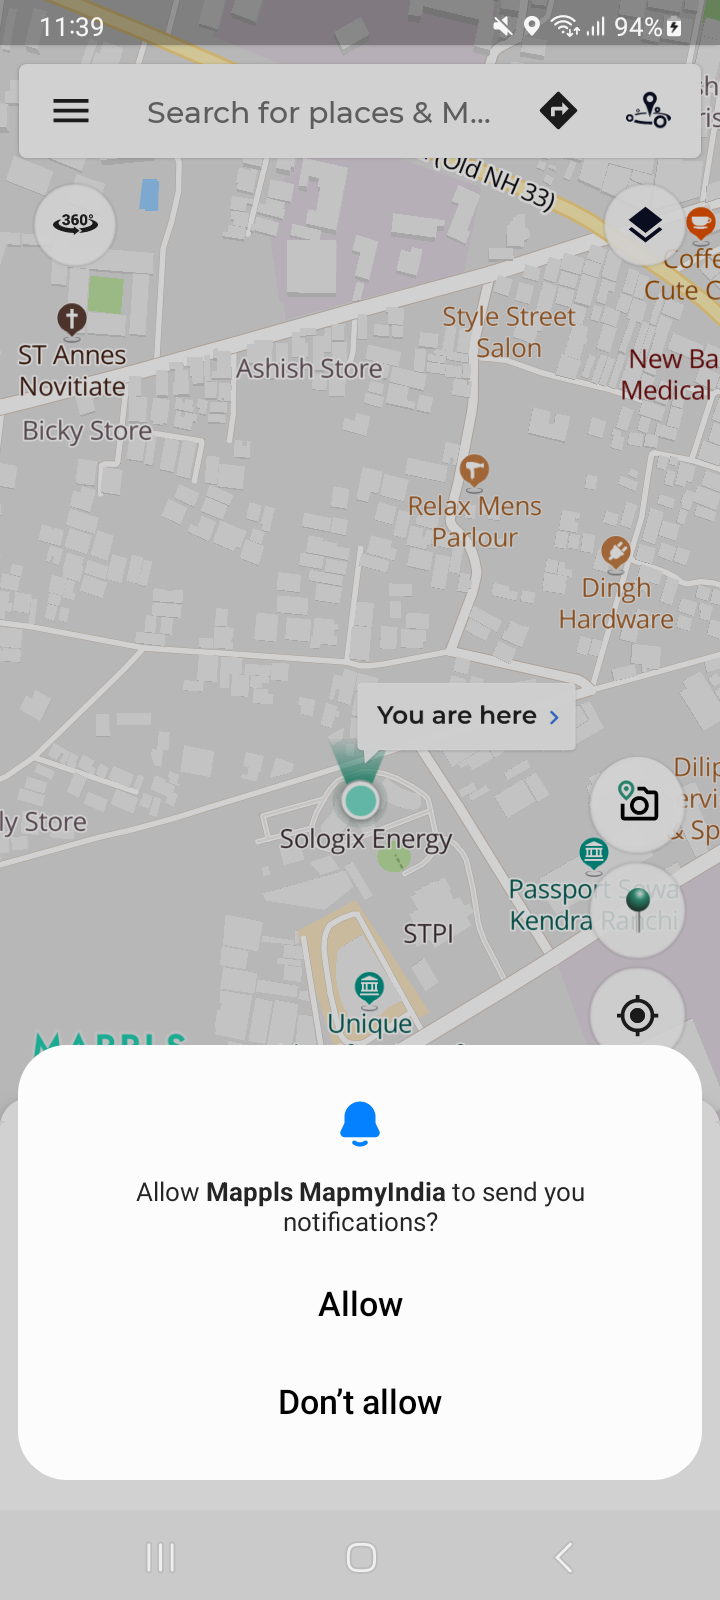 11:39
94%
Search for places & M...
(Old NH 33)
360°
Coffe
Cute C
Style Street
Salon
ST Annes
Novitiate
Ashish Store
New Ba
Medical
Bicky Store
Relax Mens
Parlour
Dingh
Hardware
You are here
Dilip
ervi
& Sp
ly Store
Sologix Energy
Passport Sewa
Kendra Ranchi
STPI
Unique
MAPPLS
Allow Mappls MapmyIndia to send you
notifications?
Allow
Don't allow